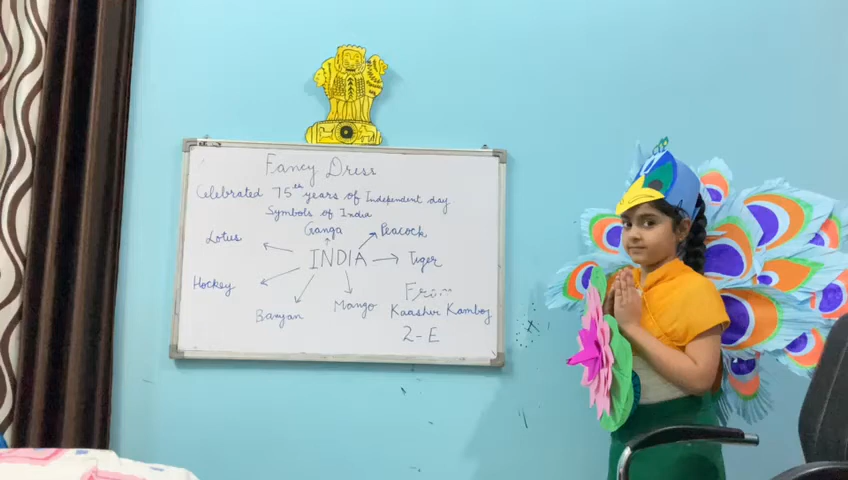 Fancy Dress
Celebrated 75th years of Independent day
Symbols of India
Ganga
Peacock
Lotus
INDIA
Tiger
Hockey
Banyan
Mango
From
Kaashvi Kamboj
2-E